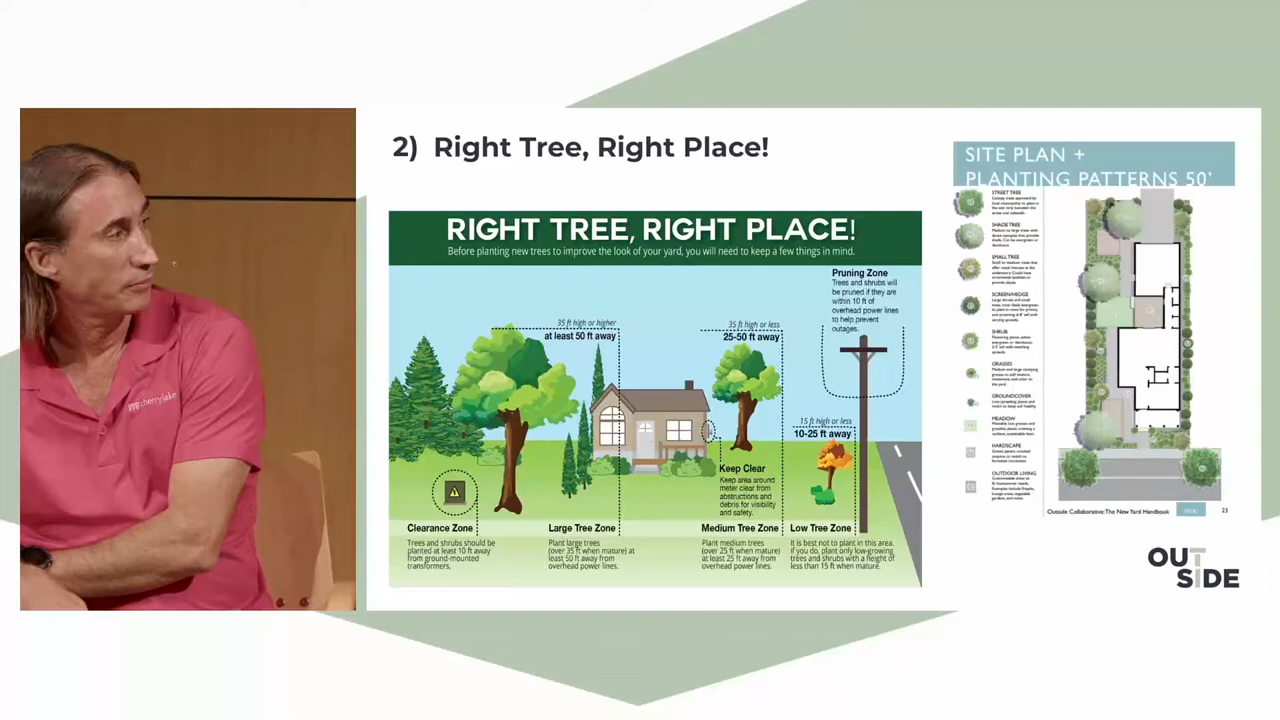 2) Right Tree, Right Place!
RIGHT TREE, RIGHT PLACE!
Before planting new trees to improve the look of your yard, you will need to keep a few things in mind.
Pruning Zone
Trees and shrubs will
be pruned if they are
within 10 ft of
overhead power lines
to help prevent
outages.
35 ft high or higher
at least 50 ft away
35 ft high or less
25-50 ft away
15 ft high or less
10-25 ft away
Keep Clear
Keep area around
meter clear from
abstructions and
debris for visibility
and safety.
Clearance Zone
Trees and shrubs should be
planted at least 10 ft away
from ground-mounted
transformers.
Large Tree Zone
Plant large trees
(over 35 ft when mature) at
least 50 ft away from
overhead power lines.
Medium Tree Zone
Plant medium trees
(over 25 ft when mature)
at least 25 ft away from
overhead power lines.
Low Tree Zone
It is best not to plant in this area.
if you do, plant only low-growing
trees and shrubs with a height of
less than 15 ft when mature.
SITE PLAN +
PLANTING PATTERNS 50'
STREET TREE
SHADE TREE
SMALL TREE
SCREEN/HEDGE
SHRUB
GRASSES
GROUNDCOVER
MEADOW
HARDSCAPE
OUTDOOR LIVING
Outside Collaborative: The New Yard Handbook
23
OUTSIDE
cherrylake